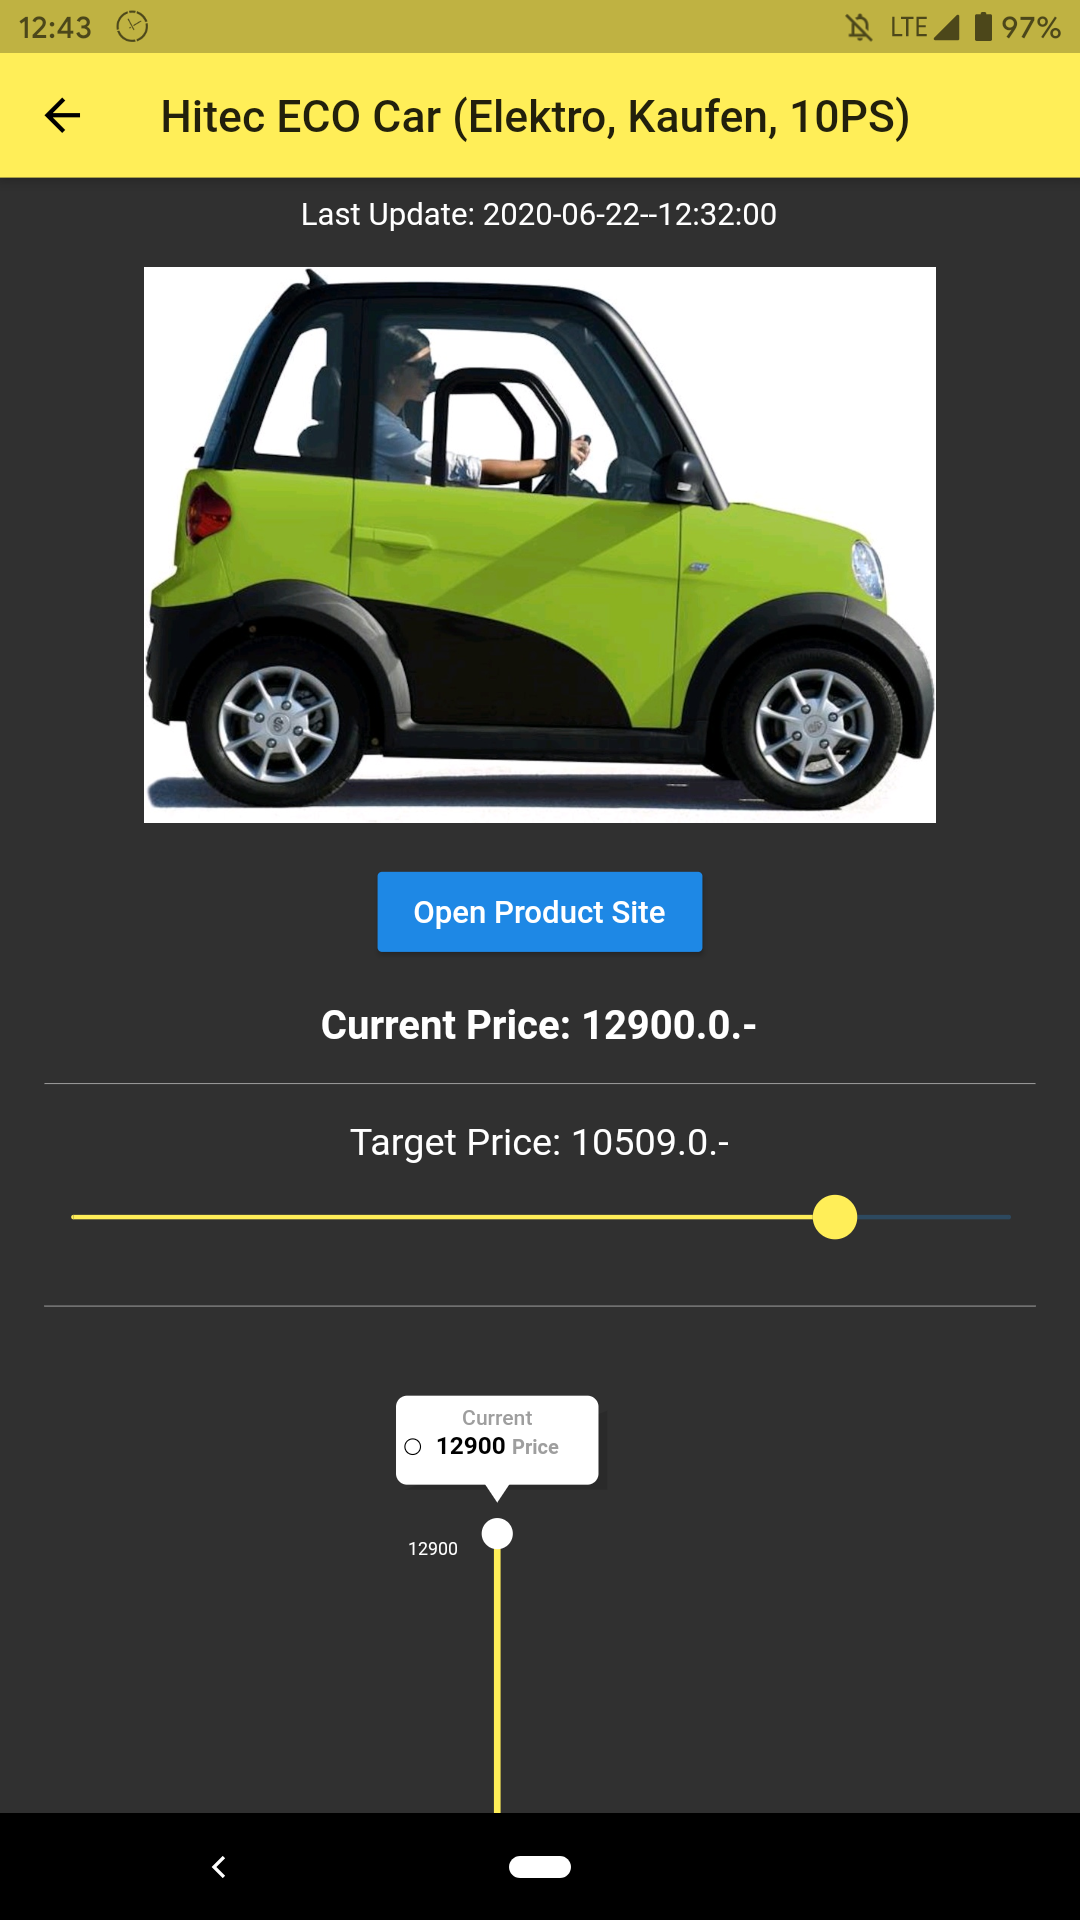 12:43 LTE 97%
Hitec ECO Car (Elektro, Kaufen, 10PS)
Last Update: 2020-06-22--12:32:00
Open Product Site
Current Price: 12900.0.-
Target Price: 10509.0.-
Current
12900 Price
12900